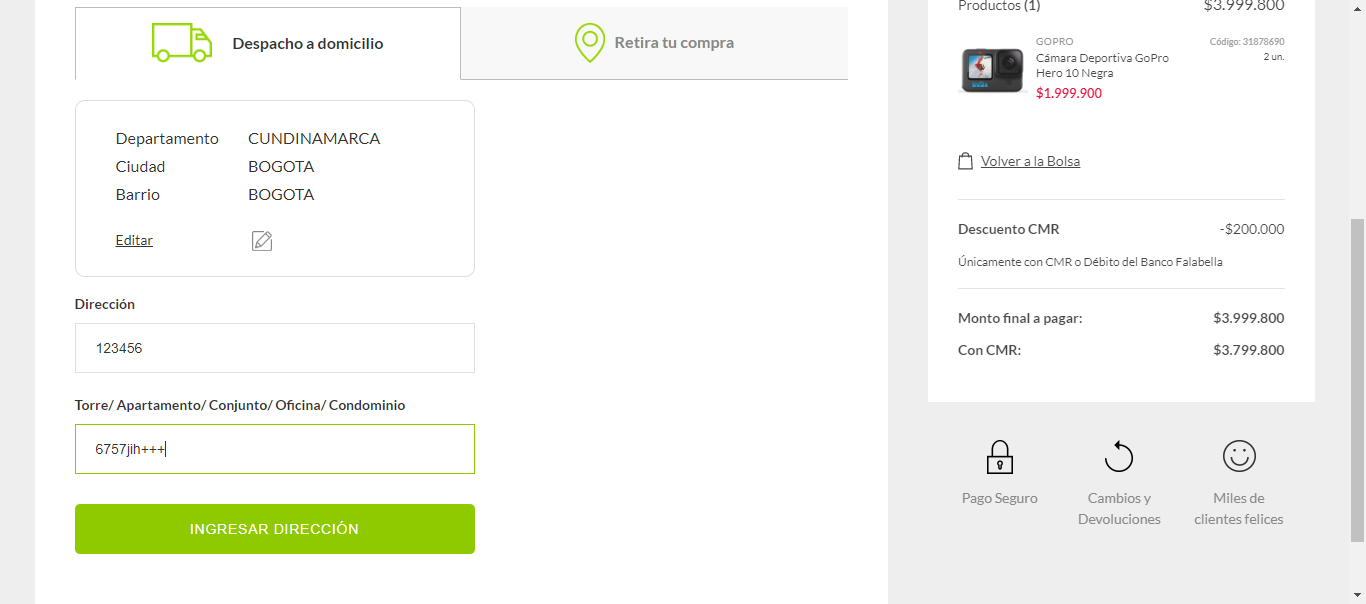 Despacho a domicilio
Retira tu compra
Departamento CUNDINAMARCA
Ciudad BOGOTA
Barrio BOGOTA
Editar
Dirección
123456
Torre/ Apartamento/ Conjunto/ Oficina/ Condominio
6757jih+++
INGRESAR DIRECCIÓN
Productos (1) $3.999.800
GOPRO Código: 31878690
Cámara Deportiva GoPro 2 un.
Hero 10 Negra
$1.999.900
Volver a la Bolsa
Descuento CMR -$200.000
Únicamente con CMR o Débito del Banco Falabella
Monto final a pagar: $3.999.800
Con CMR: $3.799.800
Pago Seguro
Cambios y
Devoluciones
Miles de
clientes felices